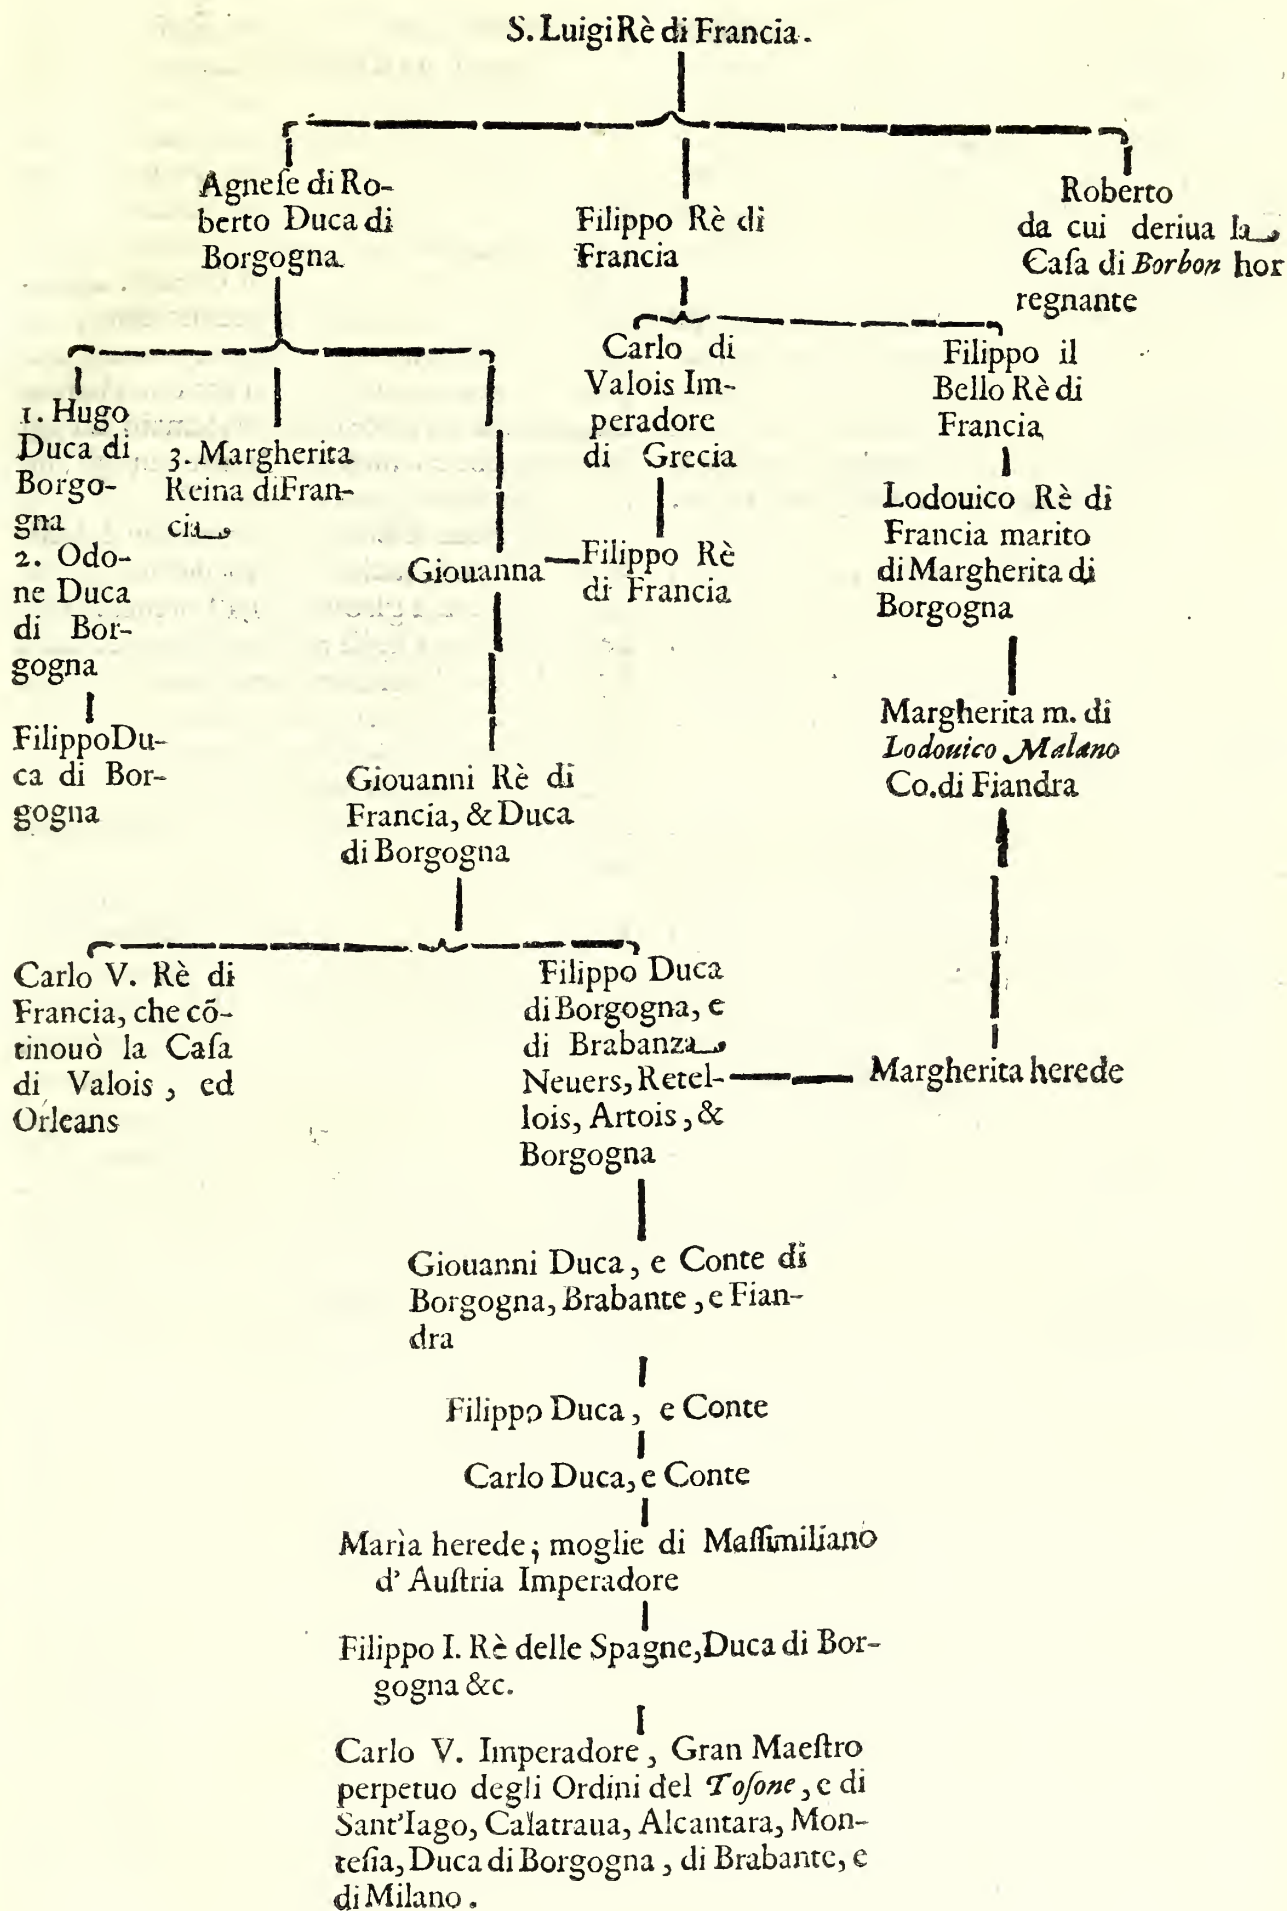 S. Luigi Rè di Francia.
Agneſe di Ro-
berto Duca di
Borgogna
Filippo Rè di
Francia
Roberto
da cui deriua la
Caſa di Borbon hor
regnante
1. Hugo
Duca di
Borgo-
gna
2. Odo-
ne Duca
di Bor-
gogna
3. Margherita
Reina di Fran-
cia
Giouanna
Carlo di
Valois Im-
peradore
di Grecia
Filippo Rè
di Francia
Filippo il
Bello Rè di
Francia
Lodouico Rè di
Francia marito
di Margherita di
Borgogna
Filippo Du-
ca di Bor-
gogna
Giouanni Rè di
Francia, & Duca
di Borgogna
Margherita m. di
Lodouico Malano
Co. di Fiandra
Carlo V. Rè di
Francia, che cō-
tinouò la Caſa
di Valois, ed
Orleans
Filippo Duca
di Borgogna, e
di Brabanza
Neuers, Retel-
lois, Artois, &
Borgogna
Margherita herede
Giouanni Duca, e Conte di
Borgogna, Brabante, e Fian-
dra
Filippo Duca, e Conte
Carlo Duca, e Conte
Marìa herede; moglie di Maſſimiliano
d'Auſtria Imperadore
Filippo I. Rè delle Spagne, Duca di Bor-
gogna &c.
Carlo V. Imperadore, Gran Maeſtro
perpetuo degli Ordini del Toſone, e di
Sant'Iago, Calatraua, Alcantara, Mon-
teſia, Duca di Borgogna, di Brabante, e
di Milano.